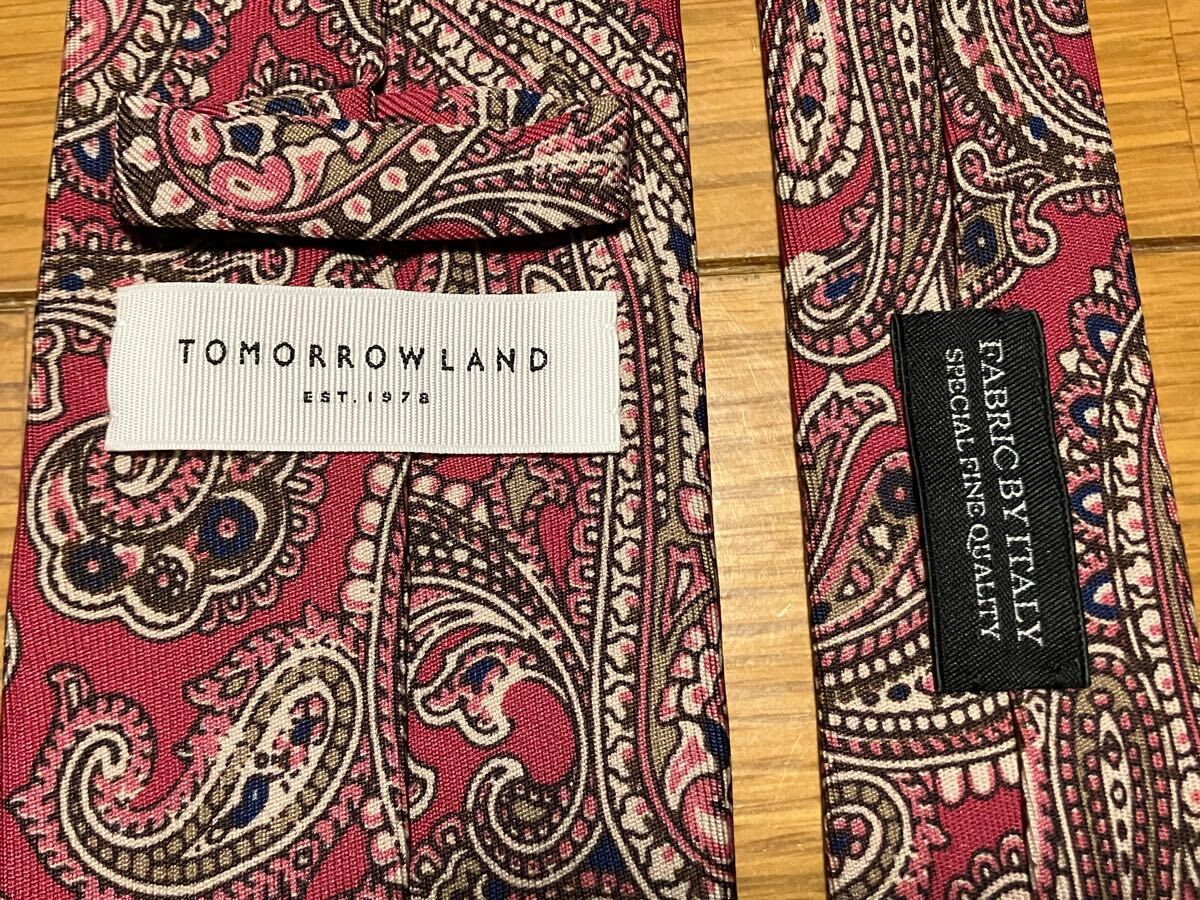 TOMORROWLAND
EST. 1978
FABRIC BY ITALY
SPECIAL FINE QUALITY